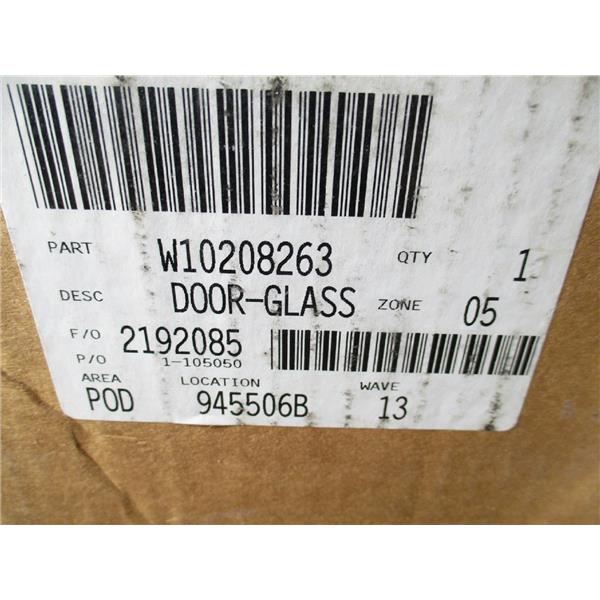 PART W10208263 QTY 1
DESC DOOR-GLASS ZONE 05
F/O 2192085
P/O 1-105050
AREA LOCATION WAVE
POD 945506B 13